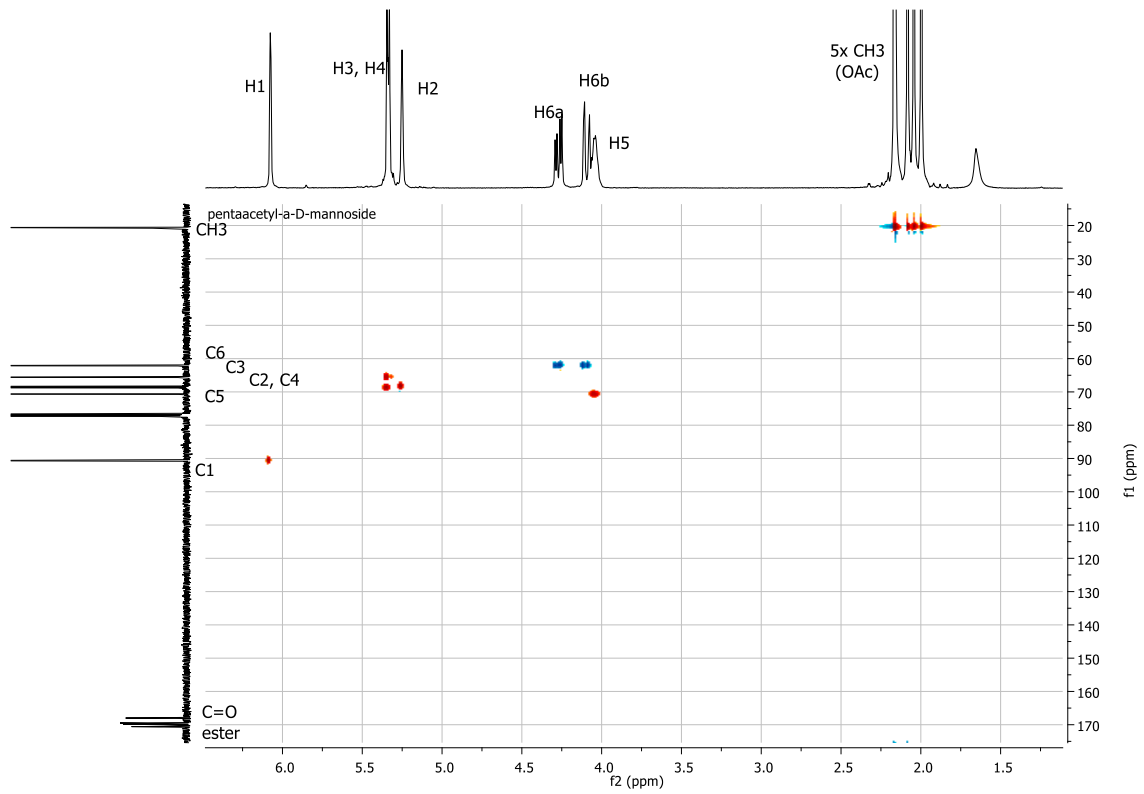 5x CH3
(OAc)
H3, H4
H6b
H1
H2
H6a
H5
pentaacetyl-a-D-mannoside
CH3
20
30
40
50
C6
60
C3
C2, C4
70
C5
80
90
C1
100
110
120
130
140
150
160
C=O
170
ester
f1 (ppm)
6.0 5.5 5.0 4.5 4.0 3.5 3.0 2.5 2.0 1.5
f2 (ppm)